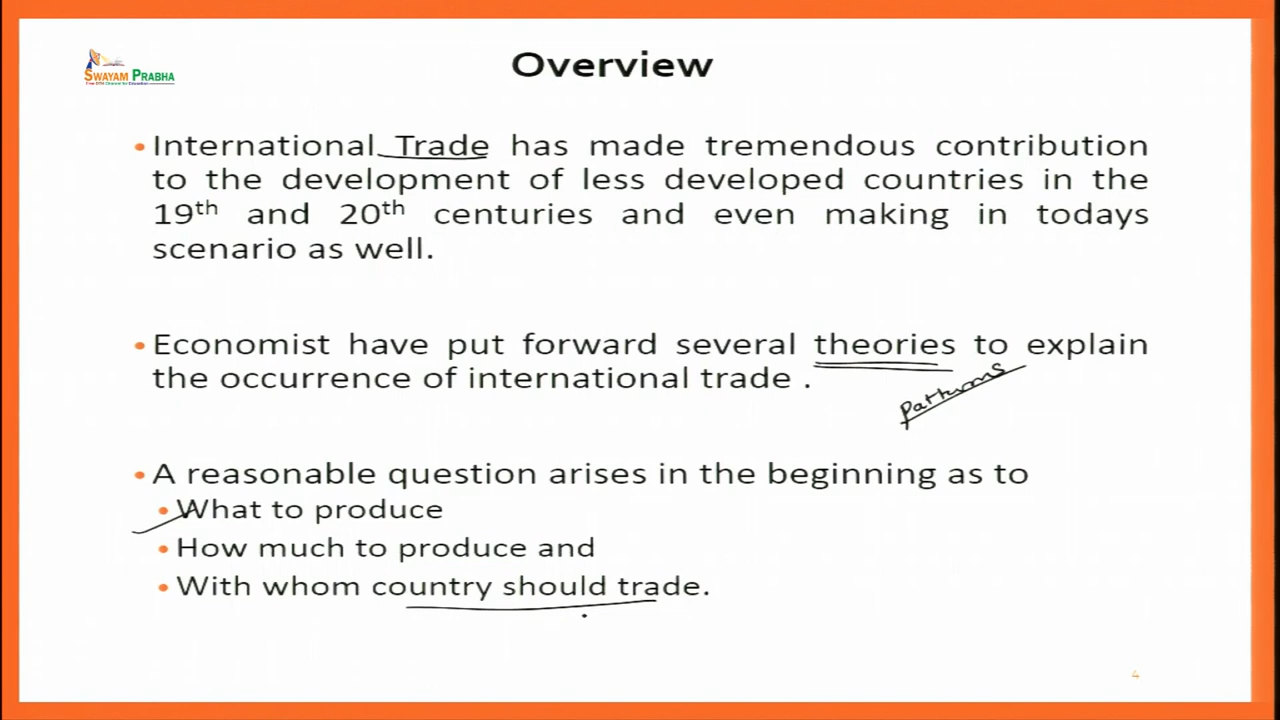 SWAYAM PRABHA
Overview
• International Trade has made tremendous contribution
to the development of less developed countries in the
19th and 20th centuries and even making in todays
scenario as well.
• Economist have put forward several theories to explain
the occurrence of international trade .
patterns
• A reasonable question arises in the beginning as to
• What to produce
• How much to produce and
• With whom country should trade.
4